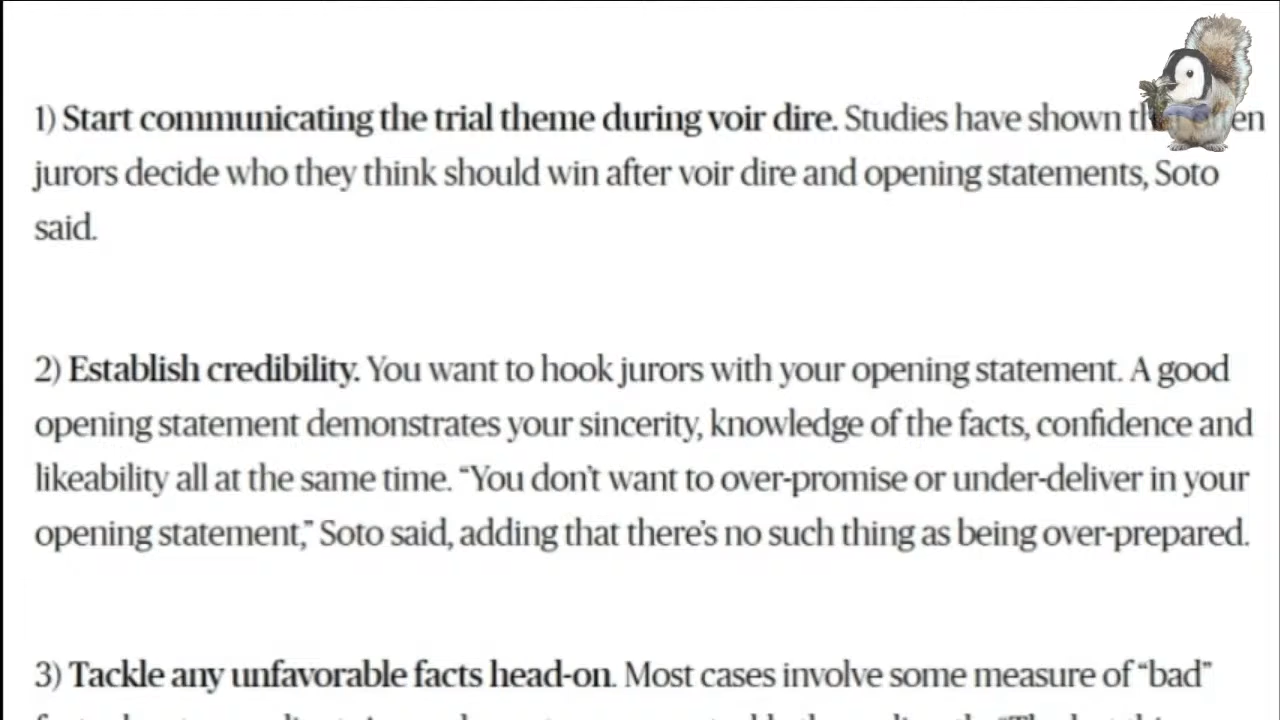 1) Start communicating the trial theme during voir dire. Studies have shown
jurors decide who they think should win after voir dire and opening statements, Soto
said.
2) Establish credibility. You want to hook jurors with your opening statement. A good
opening statement demonstrates your sincerity, knowledge of the facts, confidence and
likeability all at the same time. “You don’t want to over-promise or under-deliver in your
opening statement,” Soto said, adding that there’s no such thing as being over-prepared.
3) Tackle any unfavorable facts head-on. Most cases involve some measure of “bad”